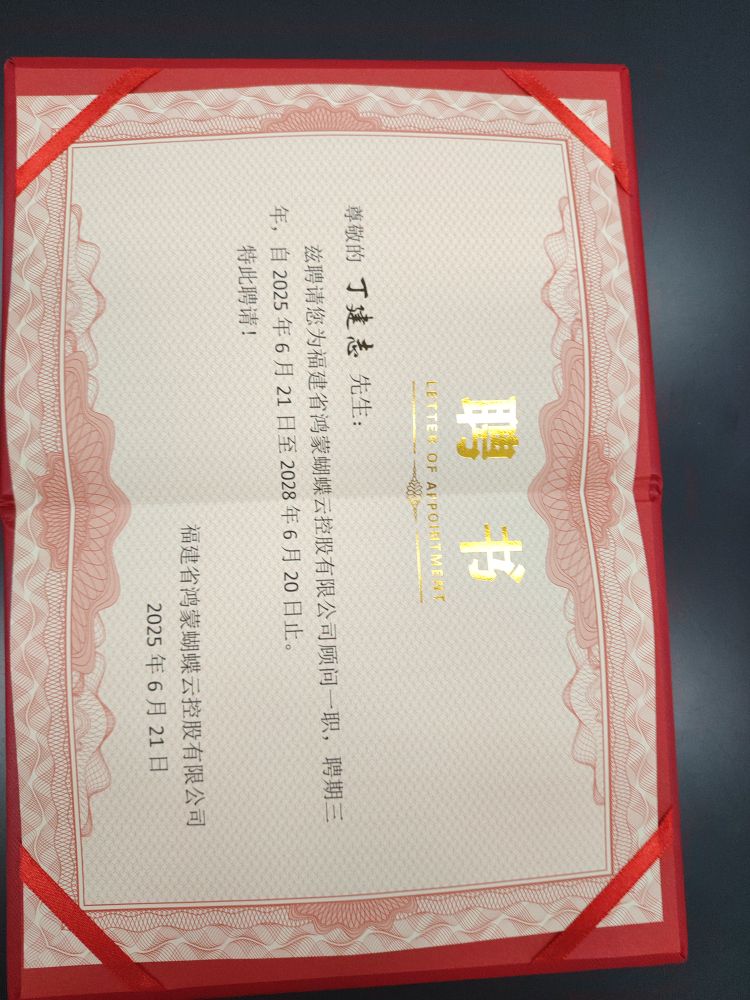 聘 书
LETTER OF APPOINTMENT
尊敬的 丁建志 先生：
兹聘请您为福建省鸿蒙蝴蝶云控股有限公司顾问一职，聘期三
年，自 2025 年 6 月 21 日至 2028 年 6 月 20 日止。
特此聘请！
福建省鸿蒙蝴蝶云控股有限公司
2025 年 6 月 21 日